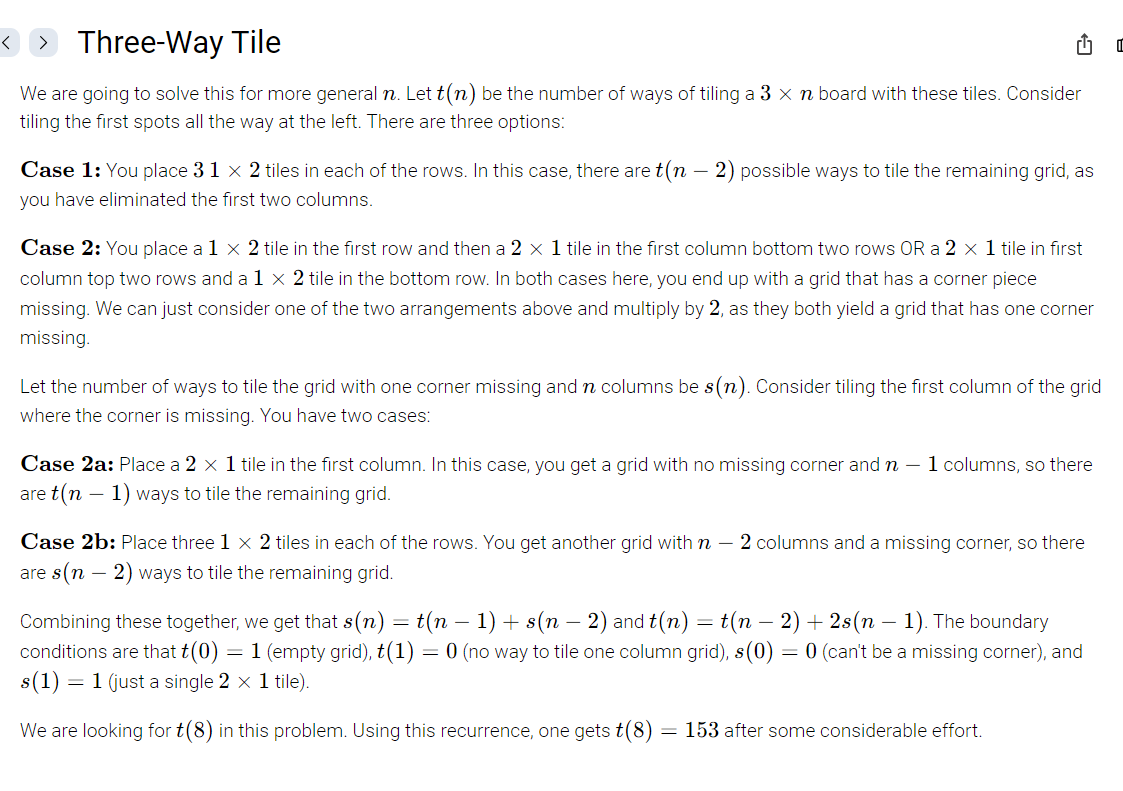 Three-Way Tile
We are going to solve this for more general n. Let t(n) be the number of ways of tiling a 3 × n board with these tiles. Consider
tiling the first spots all the way at the left. There are three options:
Case 1: You place 3 1 × 2 tiles in each of the rows. In this case, there are t(n − 2) possible ways to tile the remaining grid, as
you have eliminated the first two columns.
Case 2: You place a 1 × 2 tile in the first row and then a 2 × 1 tile in the first column bottom two rows OR a 2 × 1 tile in first
column top two rows and a 1 × 2 tile in the bottom row. In both cases here, you end up with a grid that has a corner piece
missing. We can just consider one of the two arrangements above and multiply by 2, as they both yield a grid that has one corner
missing.
Let the number of ways to tile the grid with one corner missing and n columns be s(n). Consider tiling the first column of the grid
where the corner is missing. You have two cases:
Case 2a: Place a 2 × 1 tile in the first column. In this case, you get a grid with no missing corner and n − 1 columns, so there
are t(n − 1) ways to tile the remaining grid.
Case 2b: Place three 1 × 2 tiles in each of the rows. You get another grid with n − 2 columns and a missing corner, so there
are s(n − 2) ways to tile the remaining grid.
Combining these together, we get that s(n) = t(n − 1) + s(n − 2) and t(n) = t(n − 2) + 2s(n − 1). The boundary
conditions are that t(0) = 1 (empty grid), t(1) = 0 (no way to tile one column grid), s(0) = 0 (can't be a missing corner), and
s(1) = 1 (just a single 2 × 1 tile).
We are looking for t(8) in this problem. Using this recurrence, one gets t(8) = 153 after some considerable effort.